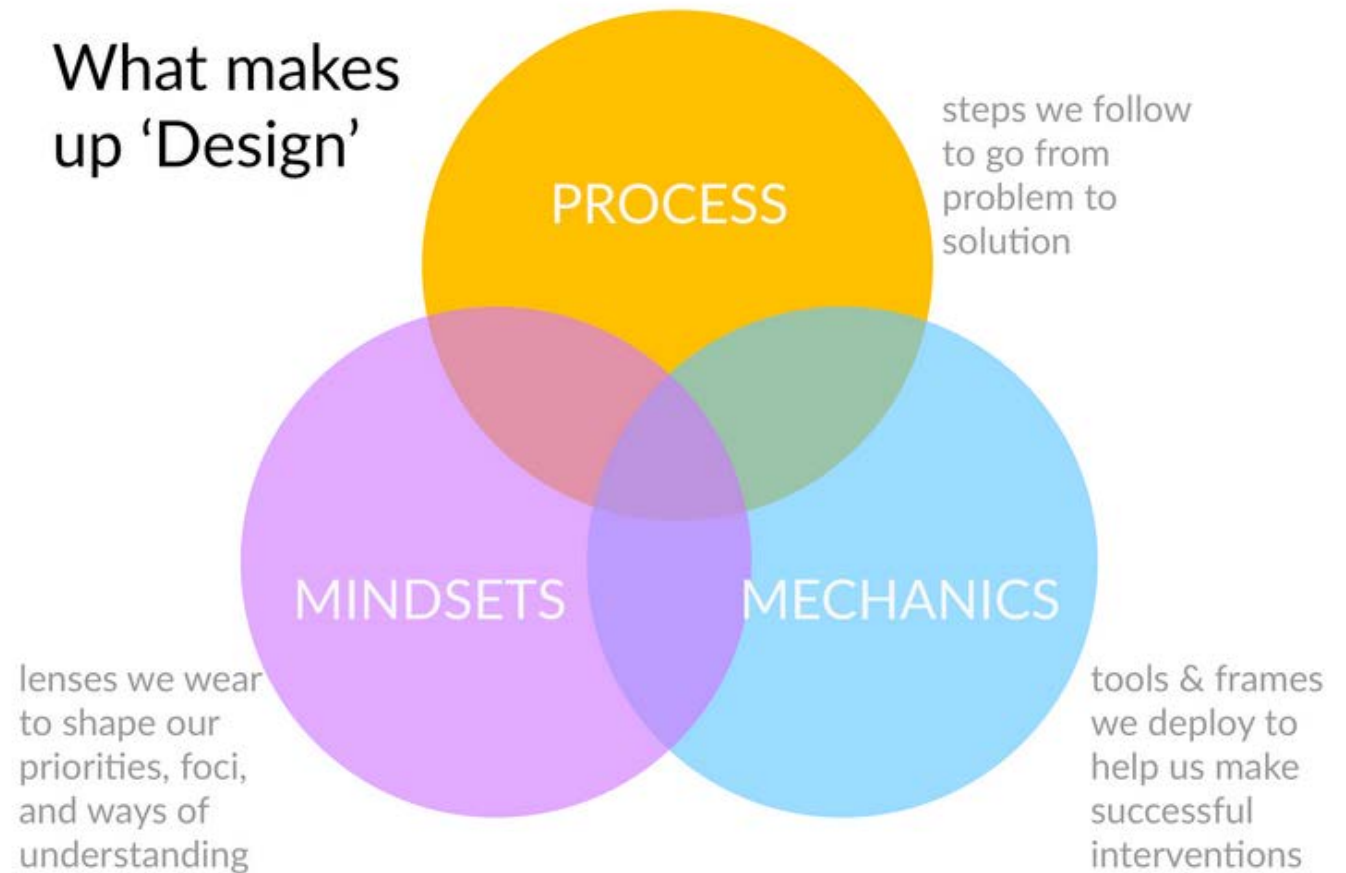 What makes
up ‘Design’
PROCESS
steps we follow
to go from
problem to
solution
MINDSETS
MECHANICS
lenses we wear
to shape our
priorities, foci,
and ways of
understanding
tools & frames
we deploy to
help us make
successful
interventions